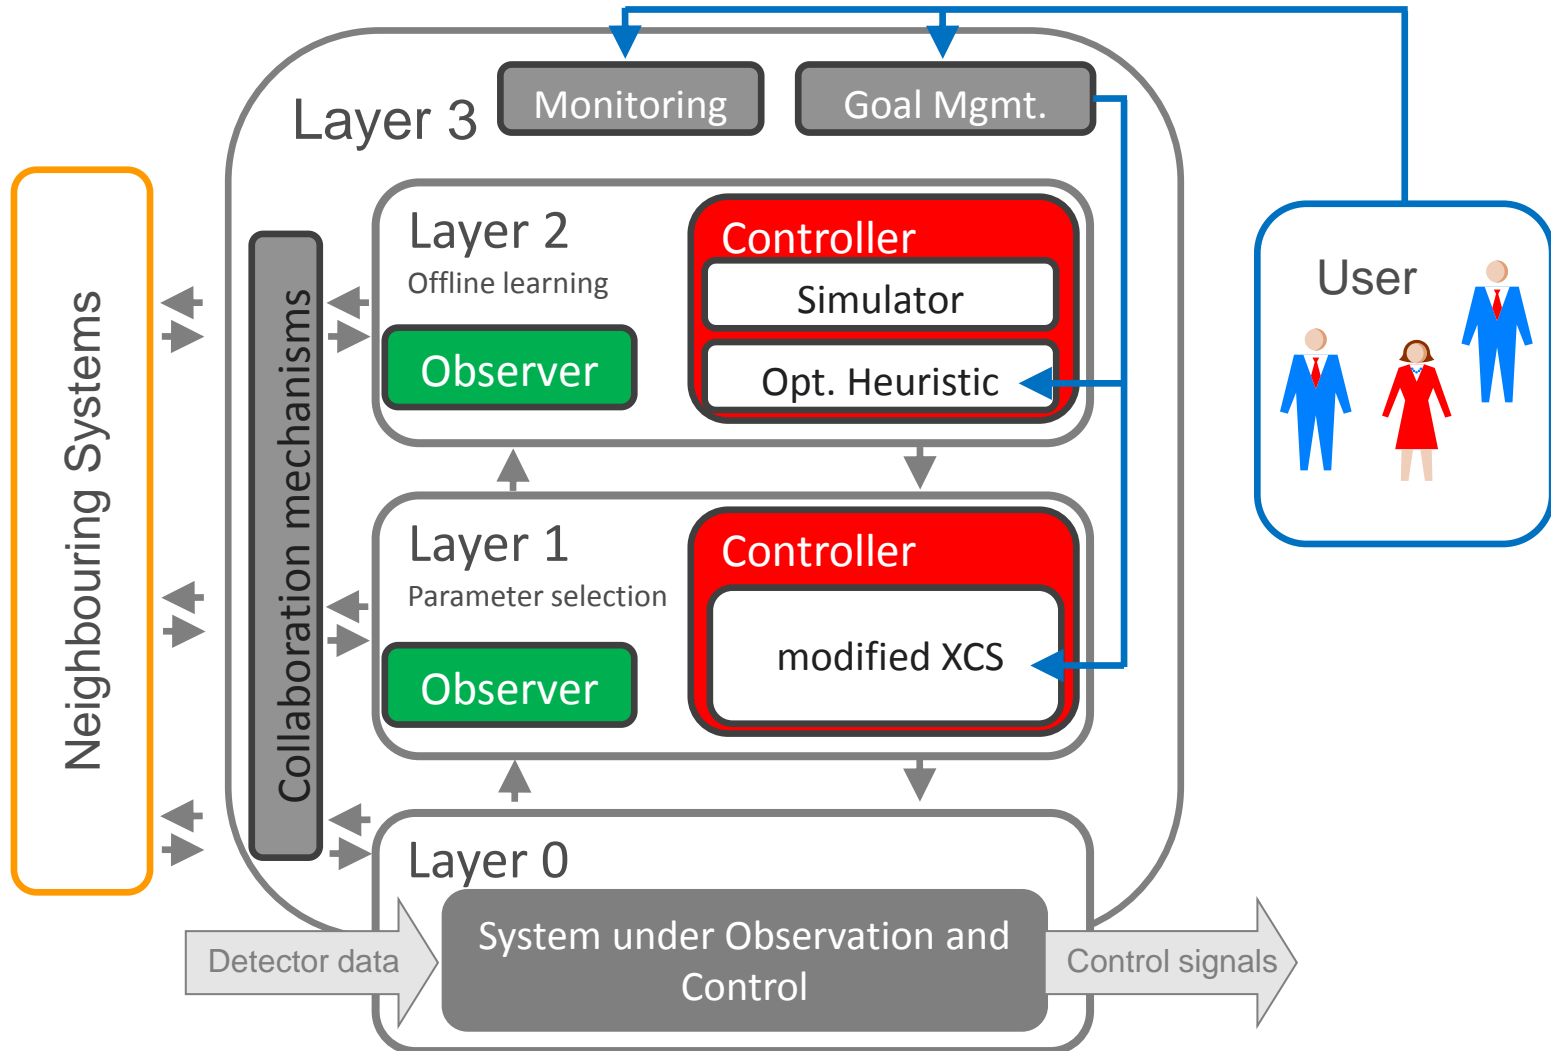 Monitoring
Goal Mgmt.
Layer 3
Neighbouring Systems
Collaboration mechanisms
Layer 2
Offline learning
Observer
Controller
Simulator
Opt. Heuristic
User
Layer 1
Parameter selection
Observer
Controller
modified XCS
Layer 0
Detector data
System under Observation and
Control
Control signals